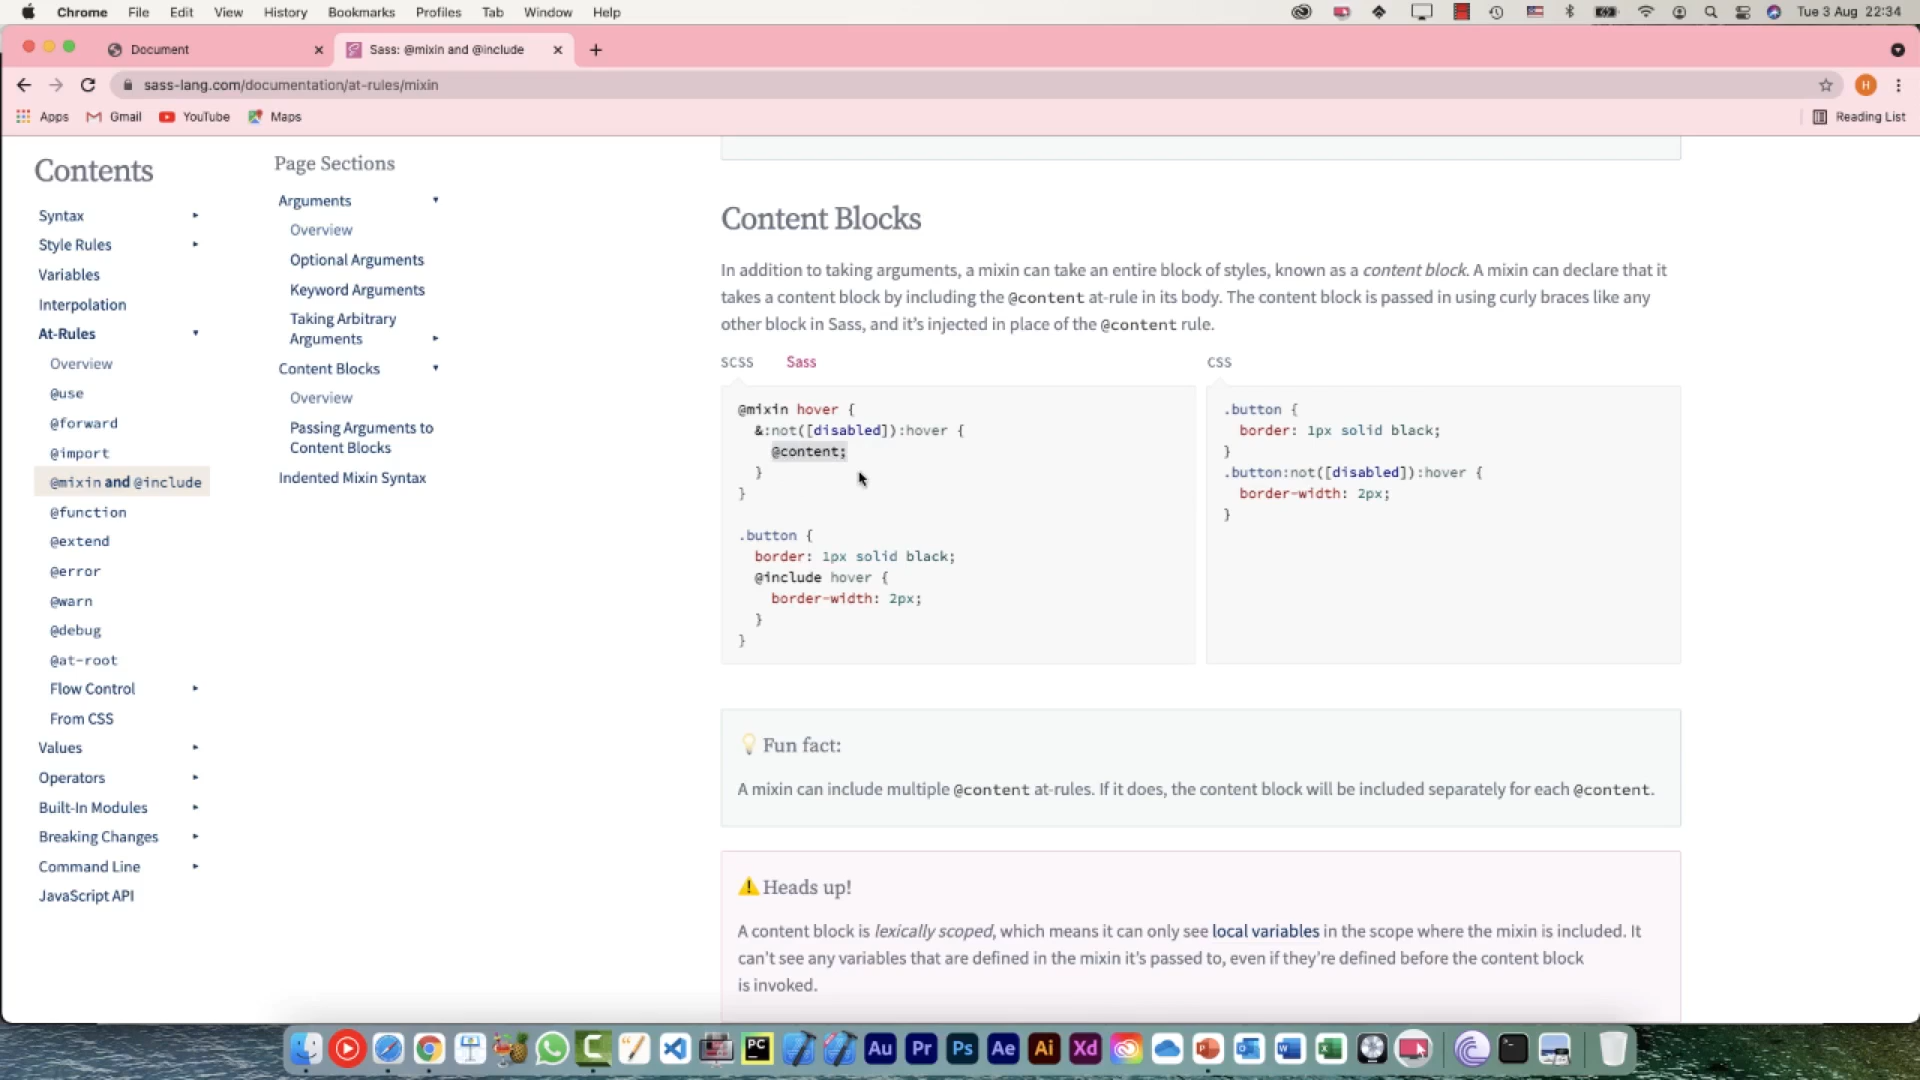 Chrome File Edit View History Bookmarks Profiles Tab Window Help Tue 3 Aug 22:34
Document Sass: @mixin and @include
sass-lang.com/documentation/at-rules/mixin H
Apps Gmail YouTube Maps Reading List
Contents
Syntax
Style Rules
Variables
Interpolation
At-Rules
Overview
@use
@forward
@import
@mixin and @include
@function
@extend
@error
@warn
@debug
@at-root
Flow Control
From CSS
Values
Operators
Built-In Modules
Breaking Changes
Command Line
JavaScript API
Page Sections
Arguments
Overview
Optional Arguments
Keyword Arguments
Taking Arbitrary
Arguments
Content Blocks
Overview
Passing Arguments to
Content Blocks
Indented Mixin Syntax
Content Blocks
In addition to taking arguments, a mixin can take an entire block of styles, known as a content block. A mixin can declare that it
takes a content block by including the @content at-rule in its body. The content block is passed in using curly braces like any
other block in Sass, and it's injected in place of the @content rule.
SCSS Sass
@mixin hover {
&:not([disabled]):hover {
@content;
}
}
.button {
border: 1px solid black;
@include hover {
border-width: 2px;
}
}
CSS
.button {
border: 1px solid black;
}
.button:not([disabled]):hover {
border-width: 2px;
}
Fun fact:
A mixin can include multiple @content at-rules. If it does, the content block will be included separately for each @content.
Heads up!
A content block is lexically scoped, which means it can only see local variables in the scope where the mixin is included. It
can't see any variables that are defined in the mixin it's passed to, even if they're defined before the content block
is invoked.
PC Au Pr Ps Ae Ai Xd